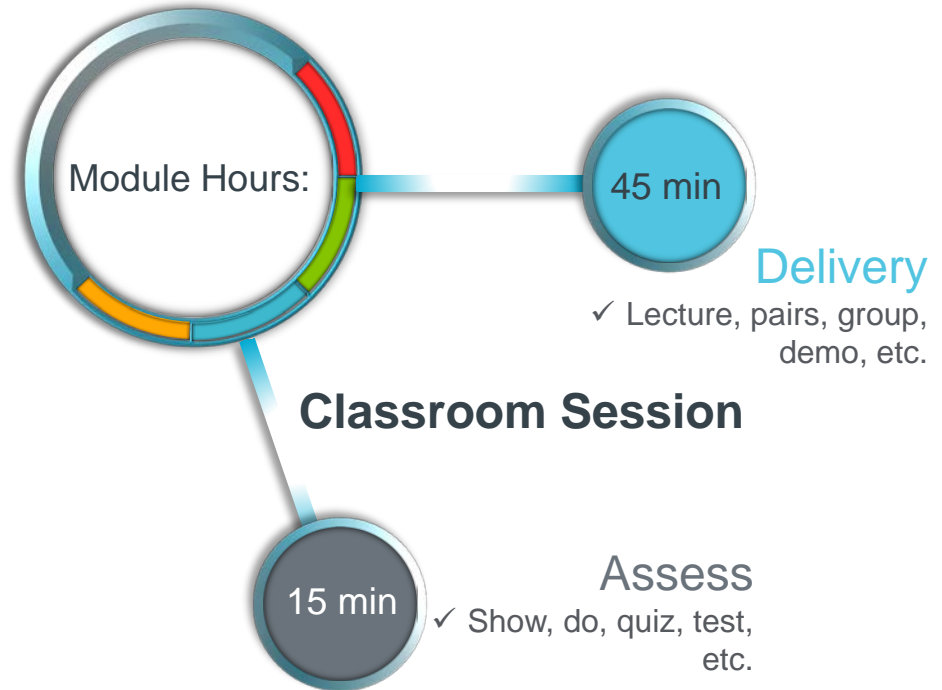 Module Hours:
45 min
Delivery
✓ Lecture, pairs, group,
demo, etc.
Classroom Session
15 min
Assess
✓ Show, do, quiz, test,
etc.